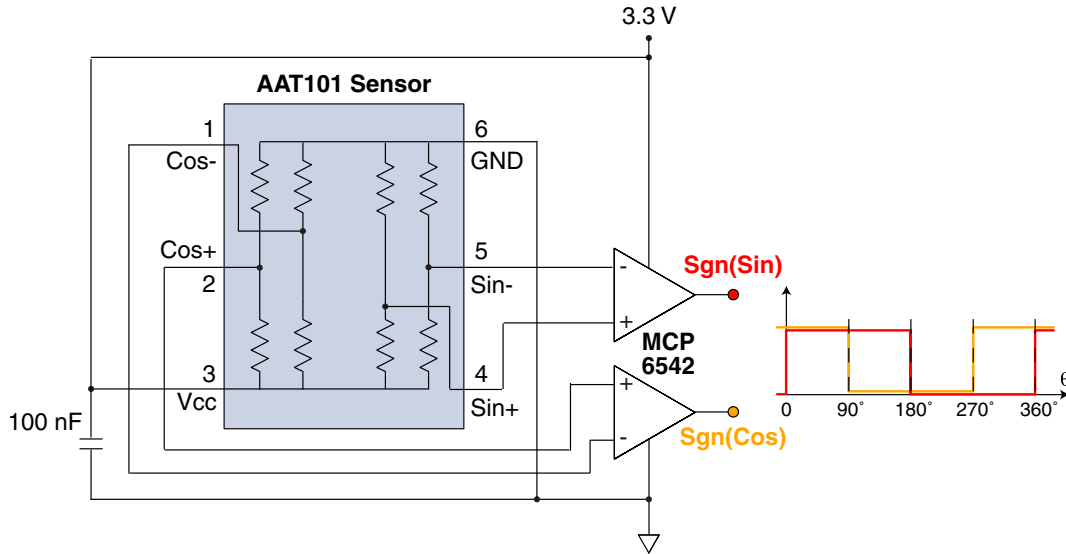 3.3 V
AAT101 Sensor
1
Cos-
6
GND
Cos+
2
5
Sin-
3
Vcc
4
Sin+
100 nF
-
+
MCP
6542
+
-
Sgn(Sin)
Sgn(Cos)
0 90˚ 180˚ 270˚ 360˚